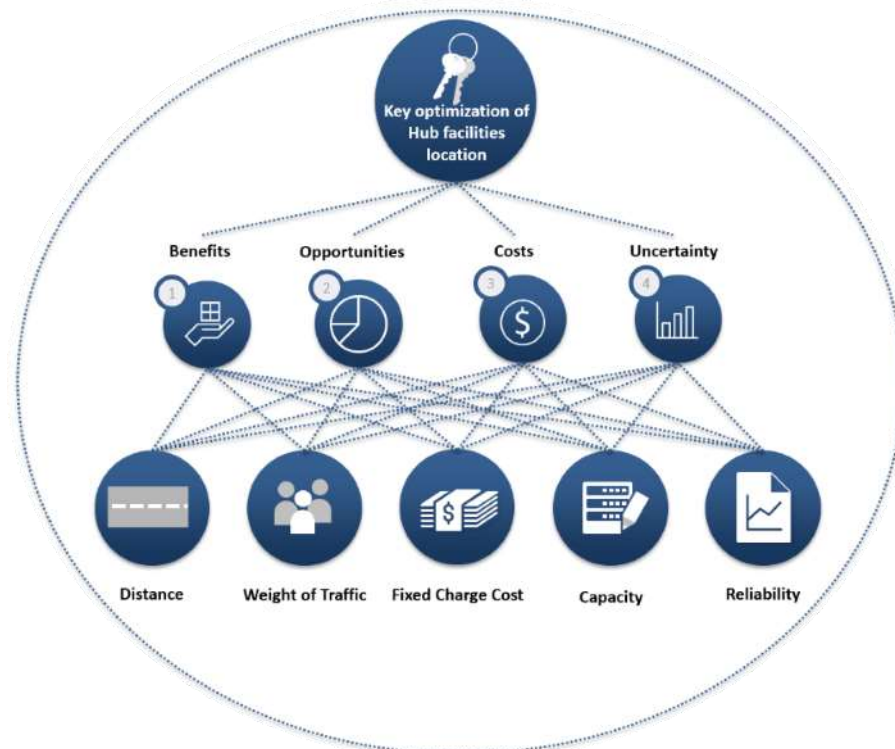 Key optimization of
Hub facilities
location
Benefits
Opportunities
Costs
Uncertainty
1
2
3
4
$
$
Distance
Weight of Traffic
Fixed Charge Cost
Capacity
Reliability